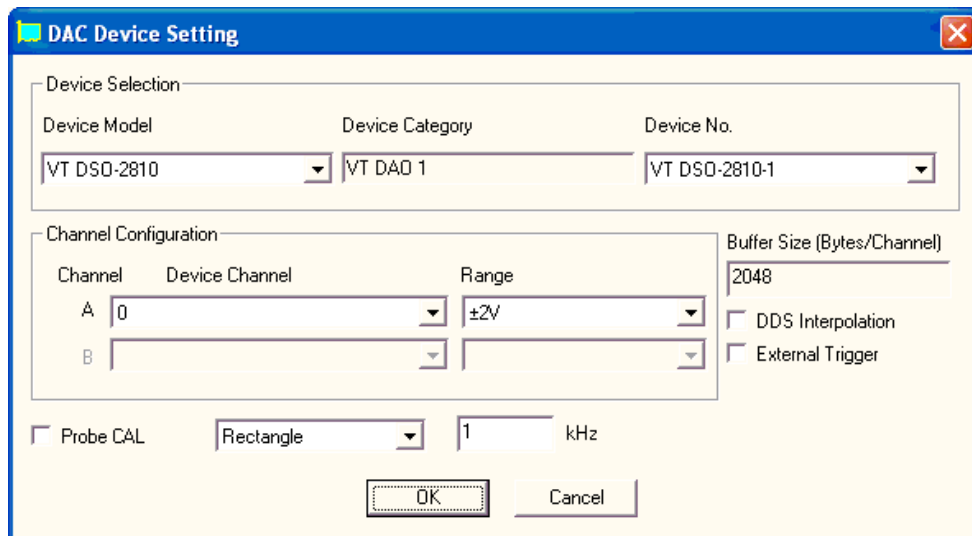 DAC Device Setting
Device Selection
Device Model Device Category Device No.
VT DSO-2810 VT DAO 1 VT DSO-2810-1
Channel Configuration
Buffer Size (Bytes/Channel)
Channel Device Channel Range
2048
A 0 ±2V
DDS Interpolation
B
External Trigger
Probe CAL Rectangle 1 kHz
OK Cancel